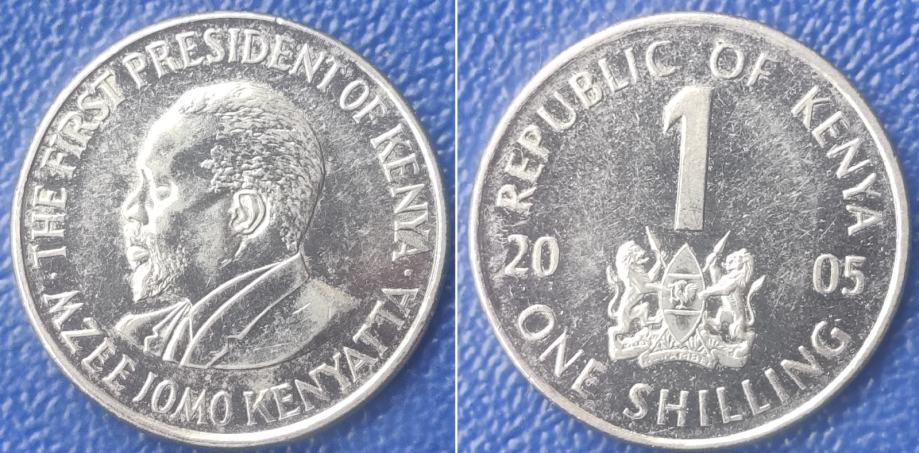 · THE FIRST PRESIDENT OF KENYA ·
MZEE JOMO KENYATTA
REPUBLIC OF KENYA
1
20 05
ONE SHILLING